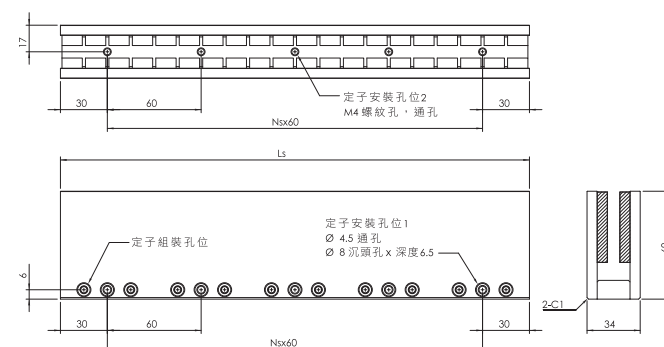 17
30
60
定子安裝孔位2
M4 螺紋孔，通孔
30
Nsx60
Ls
定子組裝孔位
定子安裝孔位1
Ø 4.5 通孔
Ø 8 沉頭孔 x 深度6.5
6
30
60
30
Nsx60
2-C1
34